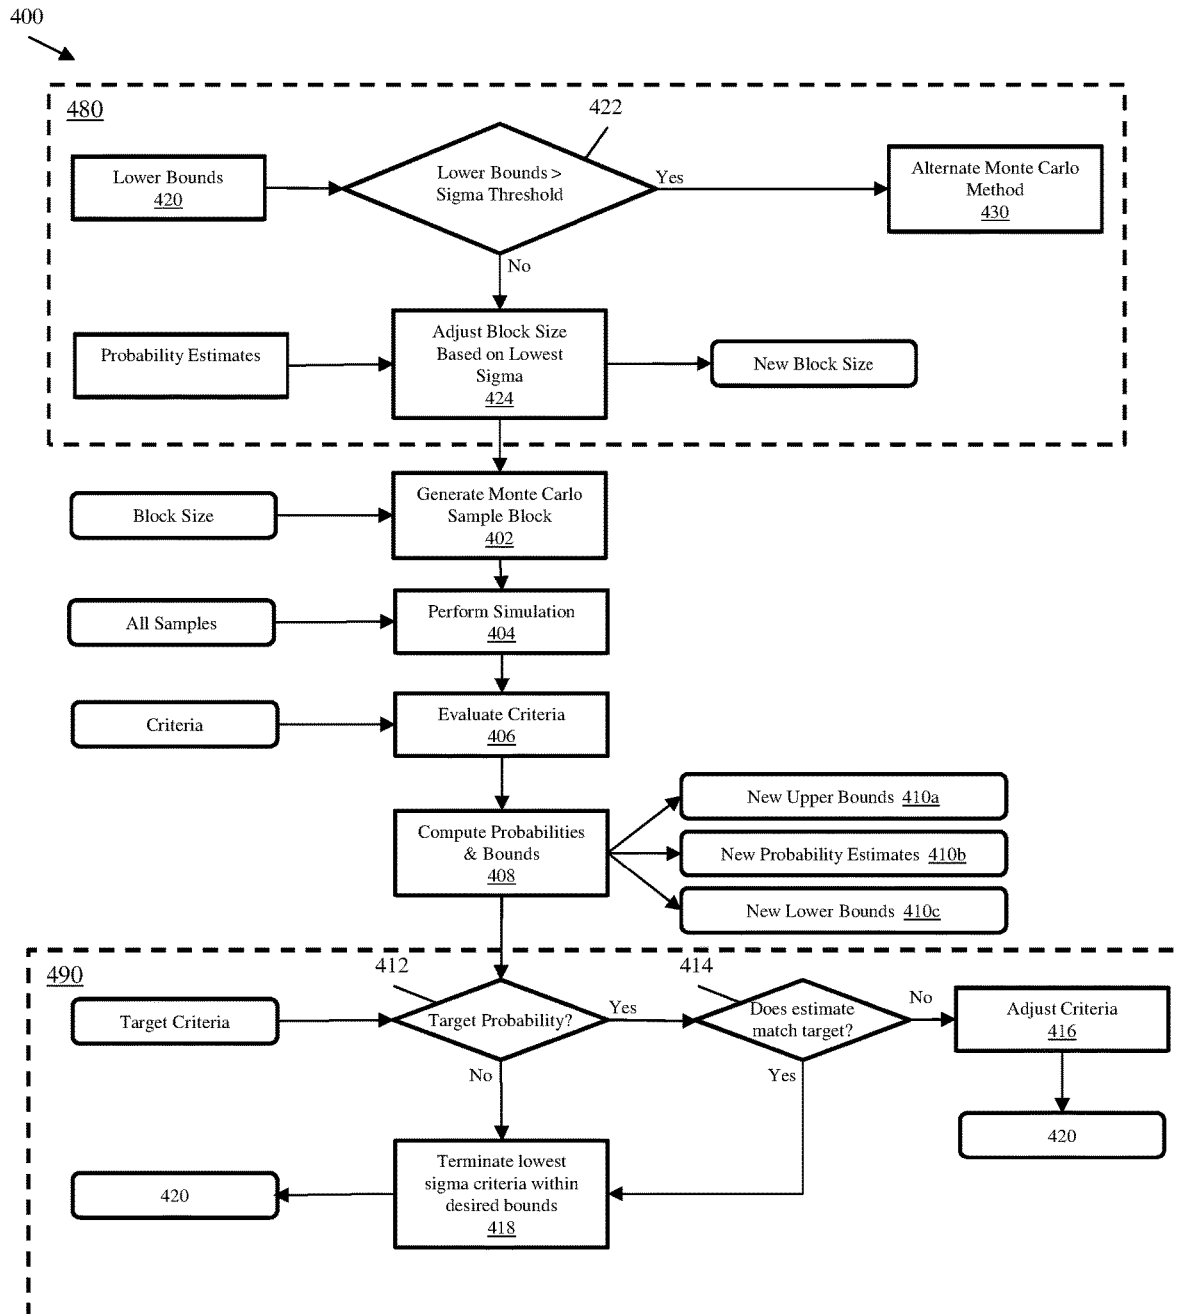 400
480
422
Lower Bounds
420
Lower Bounds >
Sigma Threshold
Yes
Alternate Monte Carlo
Method
430
No
Probability Estimates
Adjust Block Size
Based on Lowest
Sigma
424
New Block Size
Block Size
Generate Monte Carlo
Sample Block
402
All Samples
Perform Simulation
404
Criteria
Evaluate Criteria
406
Compute Probabilities
& Bounds
408
New Upper Bounds 410a
New Probability Estimates 410b
New Lower Bounds 410c
490
412
414
Target Criteria
Target Probability?
Yes
Does estimate
match target?
No
Adjust Criteria
416
No
Yes
420
Terminate lowest
sigma criteria within
desired bounds
418
420